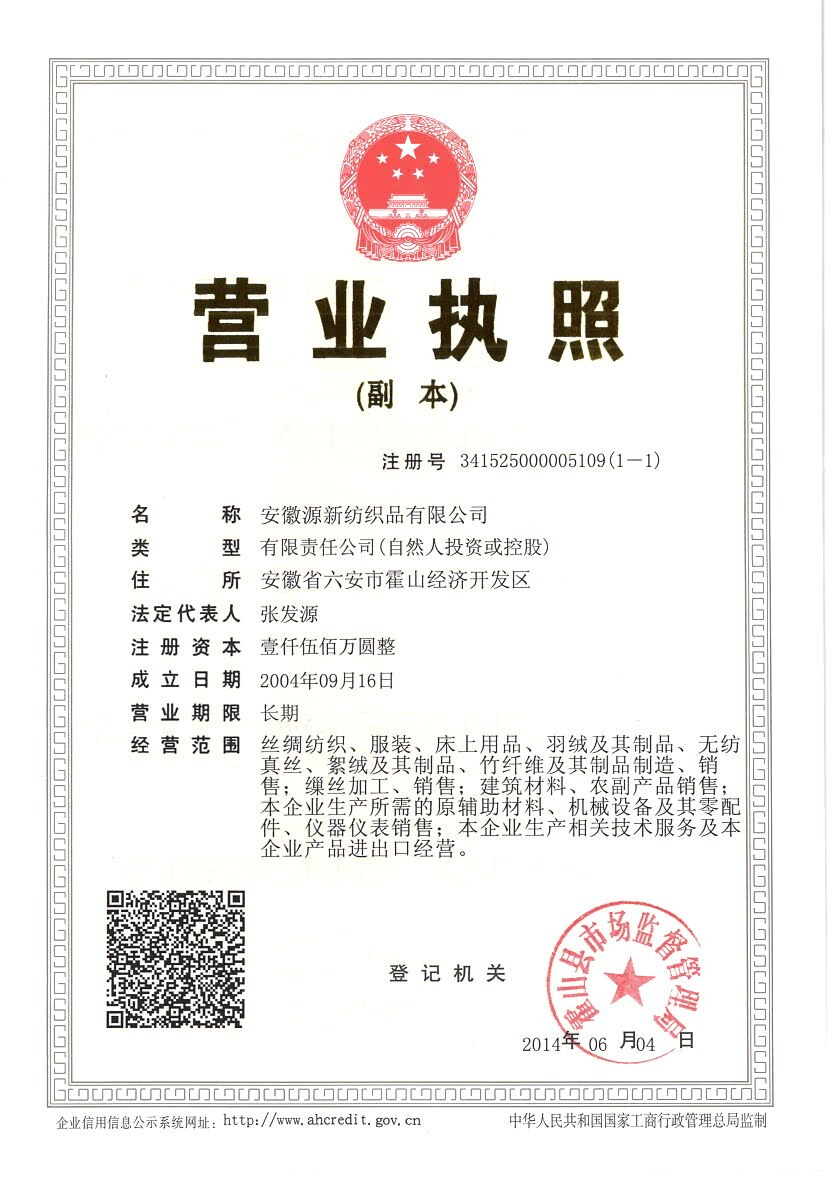 营业执照
(副 本)
注册号 341525000005109(1-1)
名 称 安徽源新纺织品有限公司
类 型 有限责任公司(自然人投资或控股)
住 所 安徽省六安市霍山经济开发区
法定代表人 张发源
注册资本 壹仟伍佰万圆整
成立日期 2004年09月16日
营业期限 长期
经营范围 丝绸纺织、服装、床上用品、羽绒及其制品、无纺
真丝、絮绒及其制品、竹纤维及其制品制造、销
售；缫丝加工、销售；建筑材料、农副产品销售；
本企业生产所需的原辅助材料、机械设备及其零配
件、仪器仪表销售；本企业生产相关技术服务及本
企业产品进出口经营。
霍山县市场监督管理局
登记机关
2014年 06 月04 日
企业信用信息公示系统网址：http://www.ahcredit.gov.cn
中华人民共和国国家工商行政管理总局监制